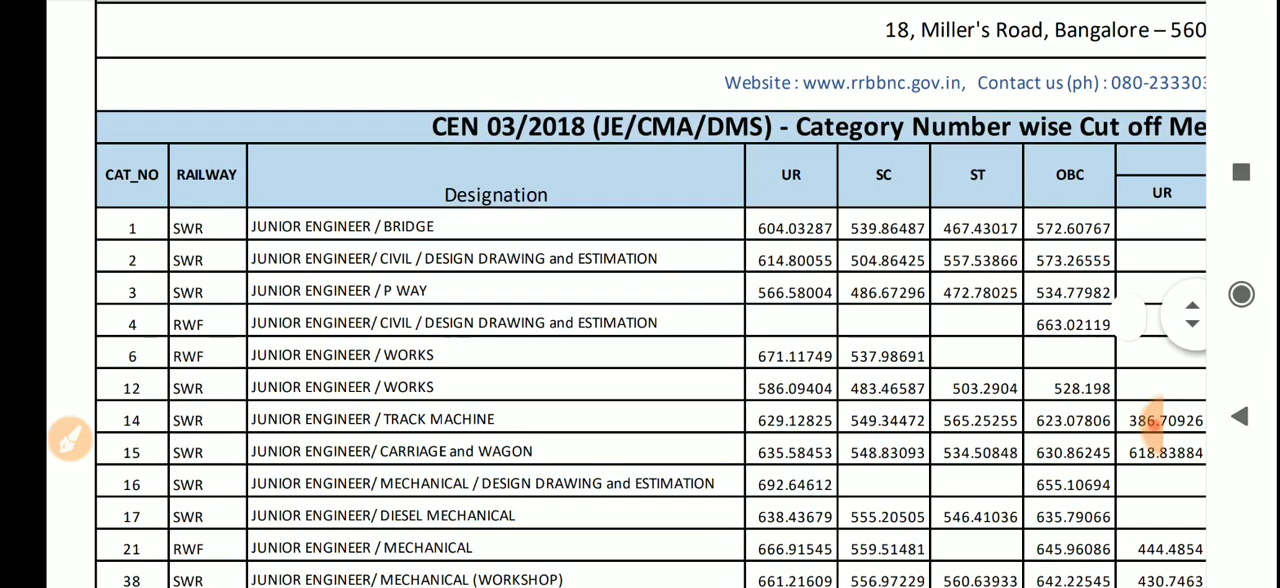 18, Miller's Road, Bangalore – 560
Website : www.rrbbnc.gov.in, Contact us (ph) : 080-23330
CEN 03/2018 (JE/CMA/DMS) - Category Number wise Cut off Me
CAT_NO RAILWAY Designation UR SC ST OBC UR
1 SWR JUNIOR ENGINEER / BRIDGE 604.03287 539.86487 467.43017 572.60767
2 SWR JUNIOR ENGINEER/ CIVIL / DESIGN DRAWING and ESTIMATION 614.80055 504.86425 557.53866 573.26555
3 SWR JUNIOR ENGINEER / P WAY 566.58004 486.67296 472.78025 534.77982
4 RWF JUNIOR ENGINEER/ CIVIL / DESIGN DRAWING and ESTIMATION 663.02119
6 RWF JUNIOR ENGINEER / WORKS 671.11749 537.98691
12 SWR JUNIOR ENGINEER / WORKS 586.09404 483.46587 503.2904 528.198
14 SWR JUNIOR ENGINEER / TRACK MACHINE 629.12825 549.34472 565.25255 623.07806 386.70926
15 SWR JUNIOR ENGINEER/ CARRIAGE and WAGON 635.58453 548.83093 534.50848 630.86245 618.83884
16 SWR JUNIOR ENGINEER/ MECHANICAL / DESIGN DRAWING and ESTIMATION 692.64612 655.10694
17 SWR JUNIOR ENGINEER/ DIESEL MECHANICAL 638.43679 555.20505 546.41036 635.79066
21 RWF JUNIOR ENGINEER / MECHANICAL 666.91545 559.51481 645.96086 444.4854
38 SWR JUNIOR ENGINEER/ MECHANICAL (WORKSHOP) 661.21609 556.97229 560.63933 642.22545 430.7463